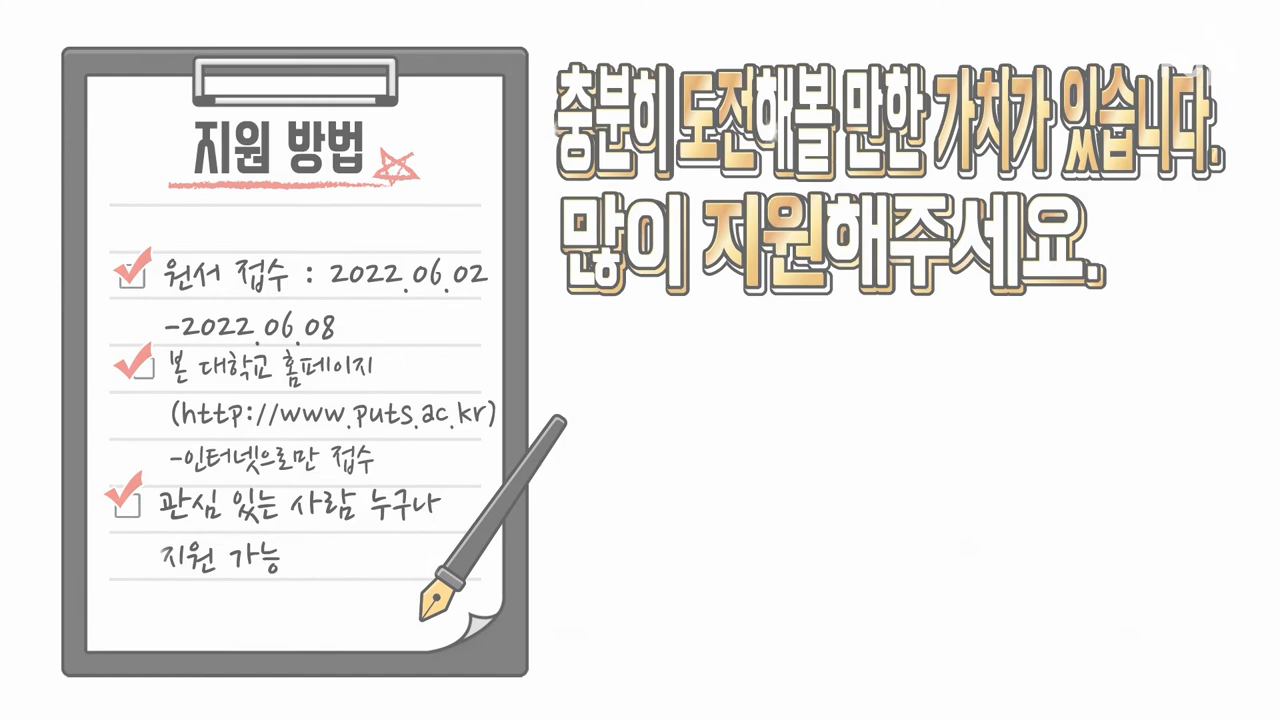 지원 방법
원서 접수 : 2022.06.02
-2022.06.08
본 대학교 홈페이지
(http://www.puts.ac.kr)
-인터넷으로만 접수
관심 있는 사람 누구나
지원 가능
충분히 도전해볼 만한 가치가 있습니다.
많이 지원해주세요.